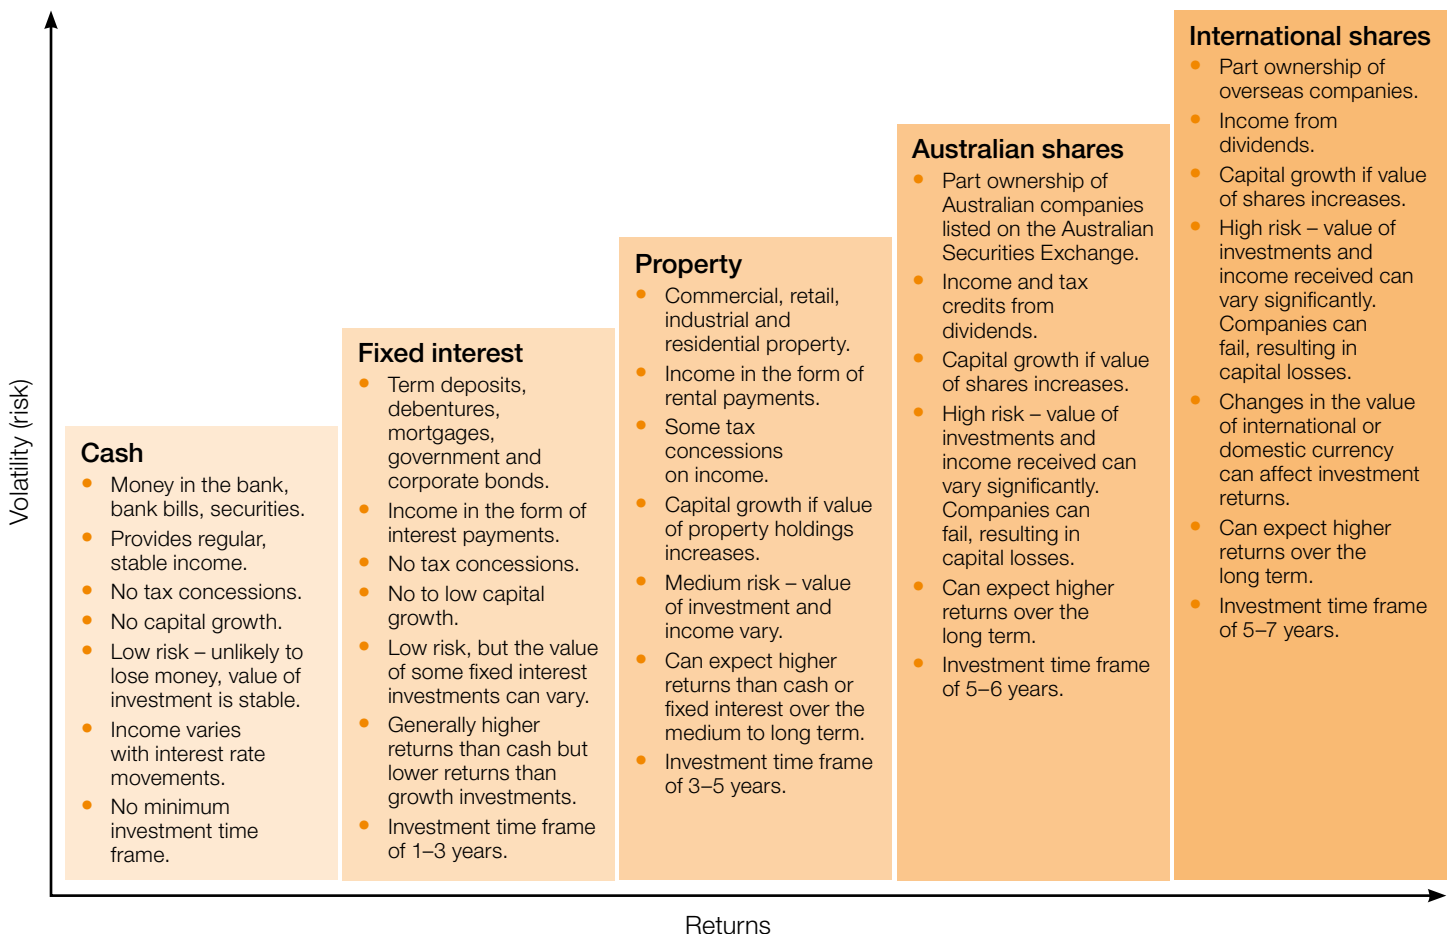 Volatility (risk)
Cash
Money in the bank,
bank bills, securities.
Provides regular,
stable income.
No tax concessions.
No capital growth.
Low risk – unlikely to
lose money, value of
investment is stable.
Income varies
with interest rate
movements.
No minimum
investment time
frame.
Fixed interest
Term deposits,
debentures,
mortgages,
government and
corporate bonds.
Income in the form of
interest payments.
No tax concessions.
No to low capital
growth.
Low risk, but the value
of some fixed interest
investments can vary.
Generally higher
returns than cash but
lower returns than
growth investments.
Investment time frame
of 1–3 years.
Property
Commercial, retail,
industrial and
residential property.
Income in the form of
rental payments.
Some tax
concessions
on income.
Capital growth if value
of property holdings
increases.
Medium risk – value
of investment and
income vary.
Can expect higher
returns than cash or
fixed interest over the
medium to long term.
Investment time frame
of 3–5 years.
Australian shares
Part ownership of
Australian companies
listed on the Australian
Securities Exchange.
Income and tax
credits from
dividends.
Capital growth if value
of shares increases.
High risk – value of
investments and
income received can
vary significantly.
Companies can
fail, resulting in
capital losses.
Can expect higher
returns over the
long term.
Investment time frame
of 5–6 years.
International shares
Part ownership of
overseas companies.
Income from
dividends.
Capital growth if value
of shares increases.
High risk – value of
investments and
income received can
vary significantly.
Companies can
fail, resulting in
capital losses.
Changes in the value
of international or
domestic currency
can affect investment
returns.
Can expect higher
returns over the
long term.
Investment time frame
of 5–7 years.
Returns